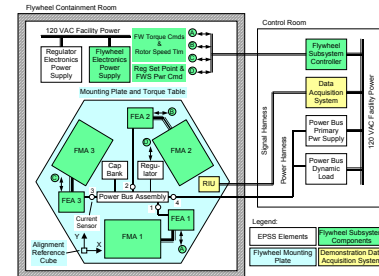 Flywheel Containment Room
Control Room
120 VAC Facility Power
Regulator
Electronics
Power
Supply
Flywheel
Electronics
Power
Supply
FW Torque Cmds
& Rotor Speed Tlm
Reg Set Point &
FWS Pwr Cmd
A
B
C
D
Mounting Plate and Torque Table
FEA 2
B
FMA 3
FMA 2
D
Cap
Bank
Regu-
lator
RIU
C
FEA 3
3
2
Power Bus Assembly
4
1
Current
Sensor
FEA 1
A
FMA 1
Y
X
Alignment
Reference
Cube
Signal Harness
Power Harness
Flywheel
Subsystem
Controller
Data
Acquisition
System
Power Bus
Primary
Pwr Supply
Power Bus
Dynamic
Load
120 VAC Facility Power
Legend:
EPSS Elements
Flywheel Subsystem
Components
Flywheel Mounting
Plate
Demonstration Data
Acquisition System